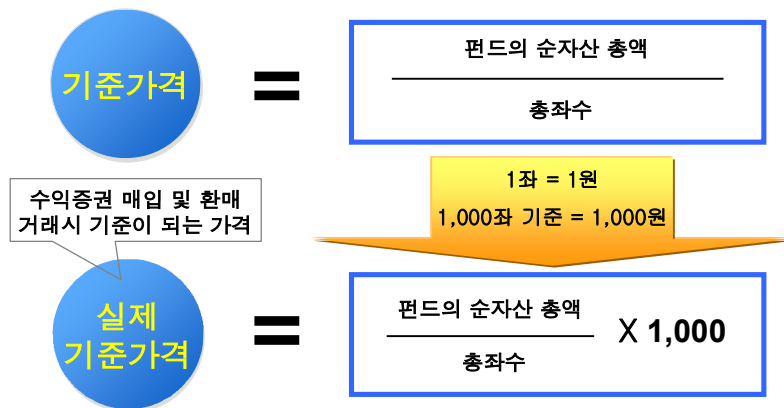 기준가격
=
펀드의 순자산 총액
총좌수
1좌 = 1원
1,000좌 기준 = 1,000원
수익증권 매입 및 환매
거래시 기준이 되는 가격
실제
기준가격
=
펀드의 순자산 총액
총좌수
X 1,000